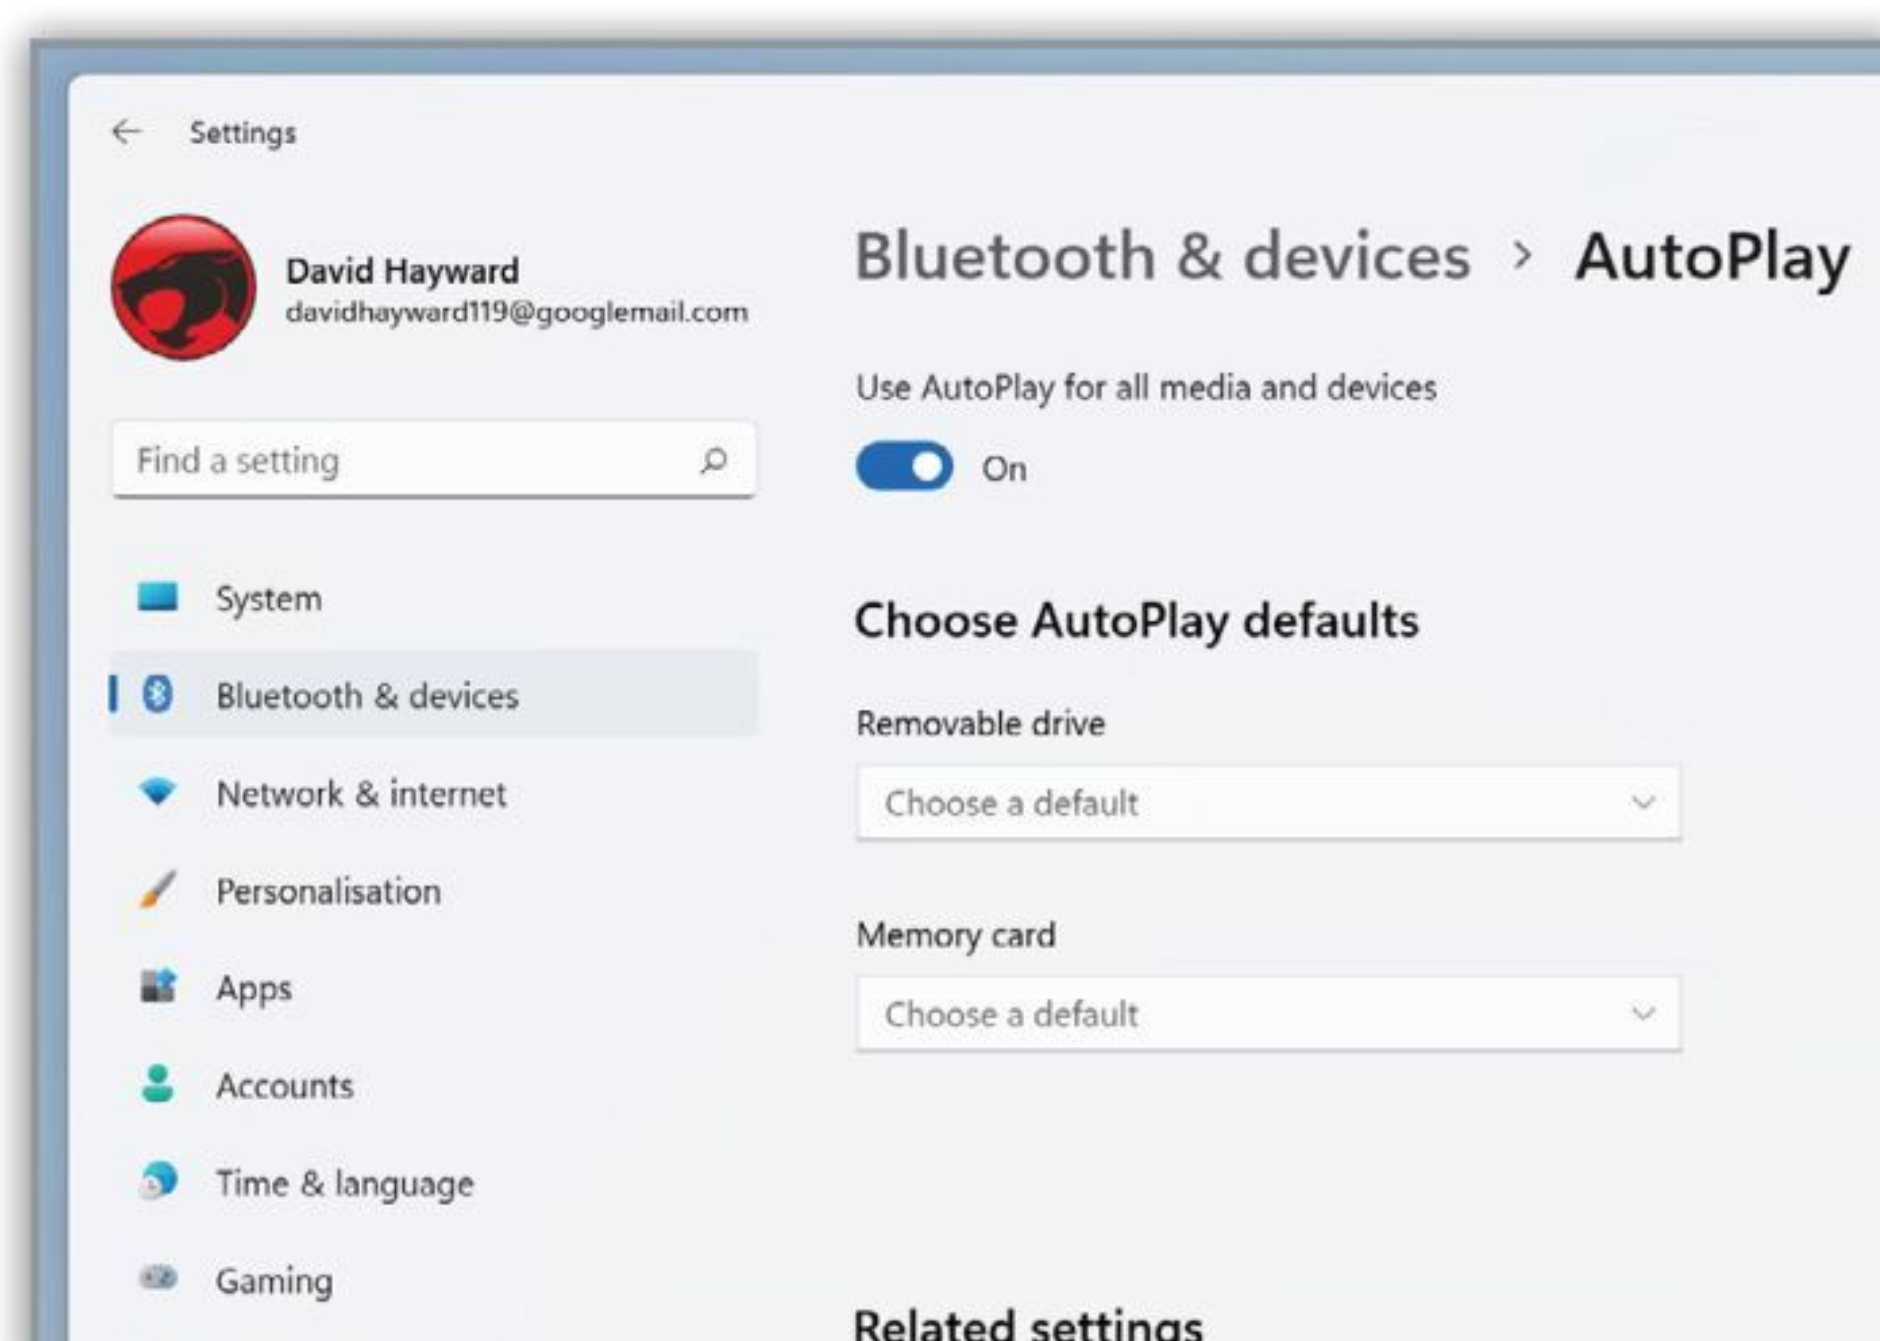 Settings
David Hayward
davidhayward119@googlemail.com
Find a setting
System
Bluetooth & devices
Network & internet
Personalisation
Apps
Accounts
Time & language
Gaming
Bluetooth & devices > AutoPlay
Use AutoPlay for all media and devices
On
Choose AutoPlay defaults
Removable drive
Choose a default
Memory card
Choose a default
Related settings